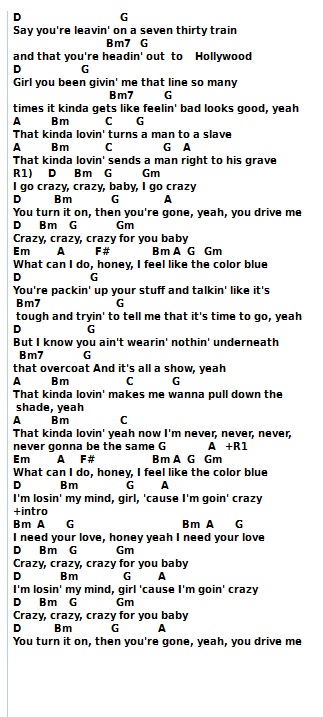 D G
Say you're leavin' on a seven thirty train
Bm7 G
and that you're headin' out to Hollywood
D G
Girl you been givin' me that line so many
Bm7 G
times it kinda gets like feelin' bad looks good, yeah
A Bm C G
That kinda lovin' turns a man to a slave
A Bm C G A
That kinda lovin' sends a man right to his grave
R1) D Bm G Gm
I go crazy, crazy, baby, I go crazy
D Bm G A
You turn it on, then you're gone, yeah, you drive me
D Bm G Gm
Crazy, crazy, crazy for you baby
Em A F# Bm A G Gm
What can I do, honey, I feel like the color blue
D G
You're packin' up your stuff and talkin' like it's
Bm7 G
tough and tryin' to tell me that it's time to go, yeah
D G
But I know you ain't wearin' nothin' underneath
Bm7 G
that overcoat And it's all a show, yeah
A Bm C G
That kinda lovin' makes me wanna pull down the
shade, yeah
A Bm C
That kinda lovin' yeah now I'm never, never, never,
never gonna be the same G A +R1
Em A F# Bm A G Gm
What can I do, honey, I feel like the color blue
D Bm G A
I'm losin' my mind, girl, 'cause I'm goin' crazy
+intro
Bm A G Bm A G
I need your love, honey yeah I need your love
D Bm G Gm
Crazy, crazy, crazy for you baby
D Bm G A
I'm losin' my mind, girl 'cause I'm goin' crazy
D Bm G Gm
Crazy, crazy, crazy for you baby
D Bm G A
You turn it on, then you're gone, yeah, you drive me